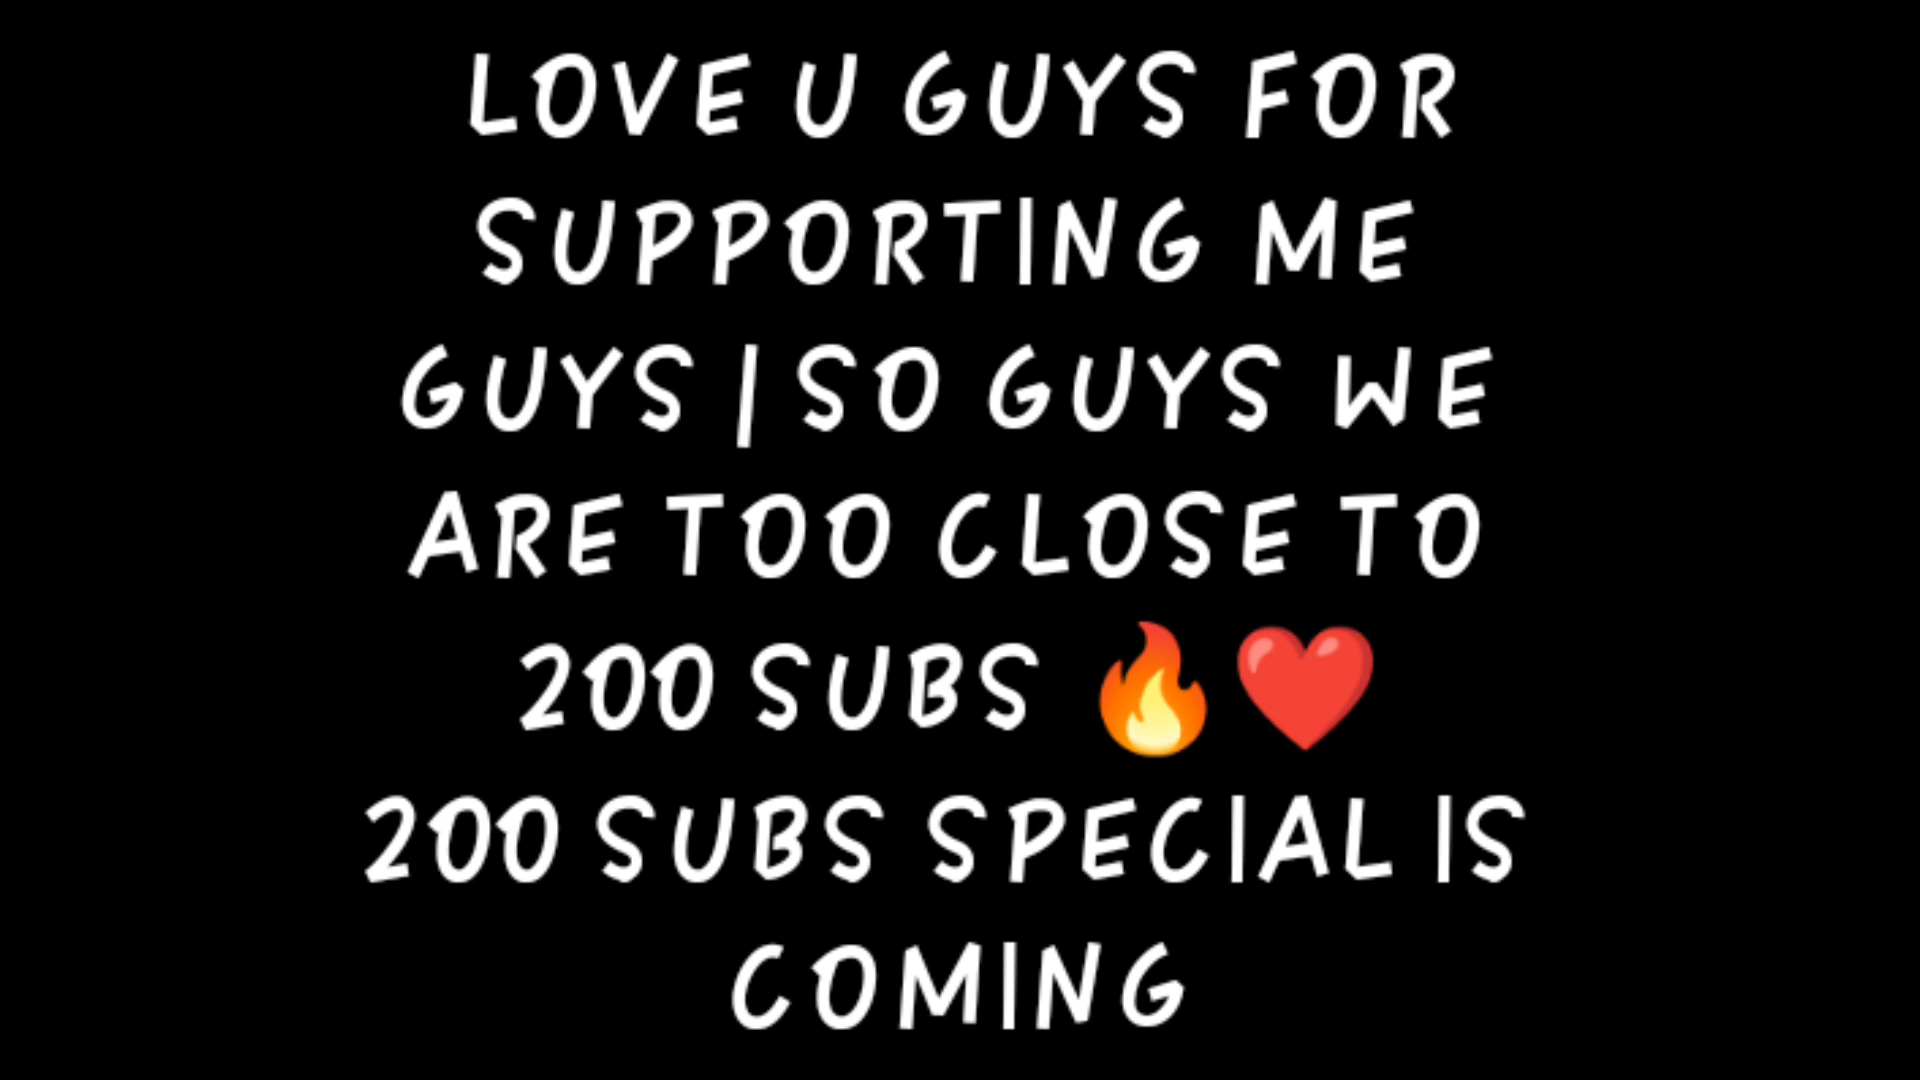 LOVE U GUYS FOR
SUPPORTING ME
GUYS | SO GUYS WE
ARE TOO CLOSE TO
200 SUBS 🔥❤️
200 SUBS SPECIAL IS
COMING